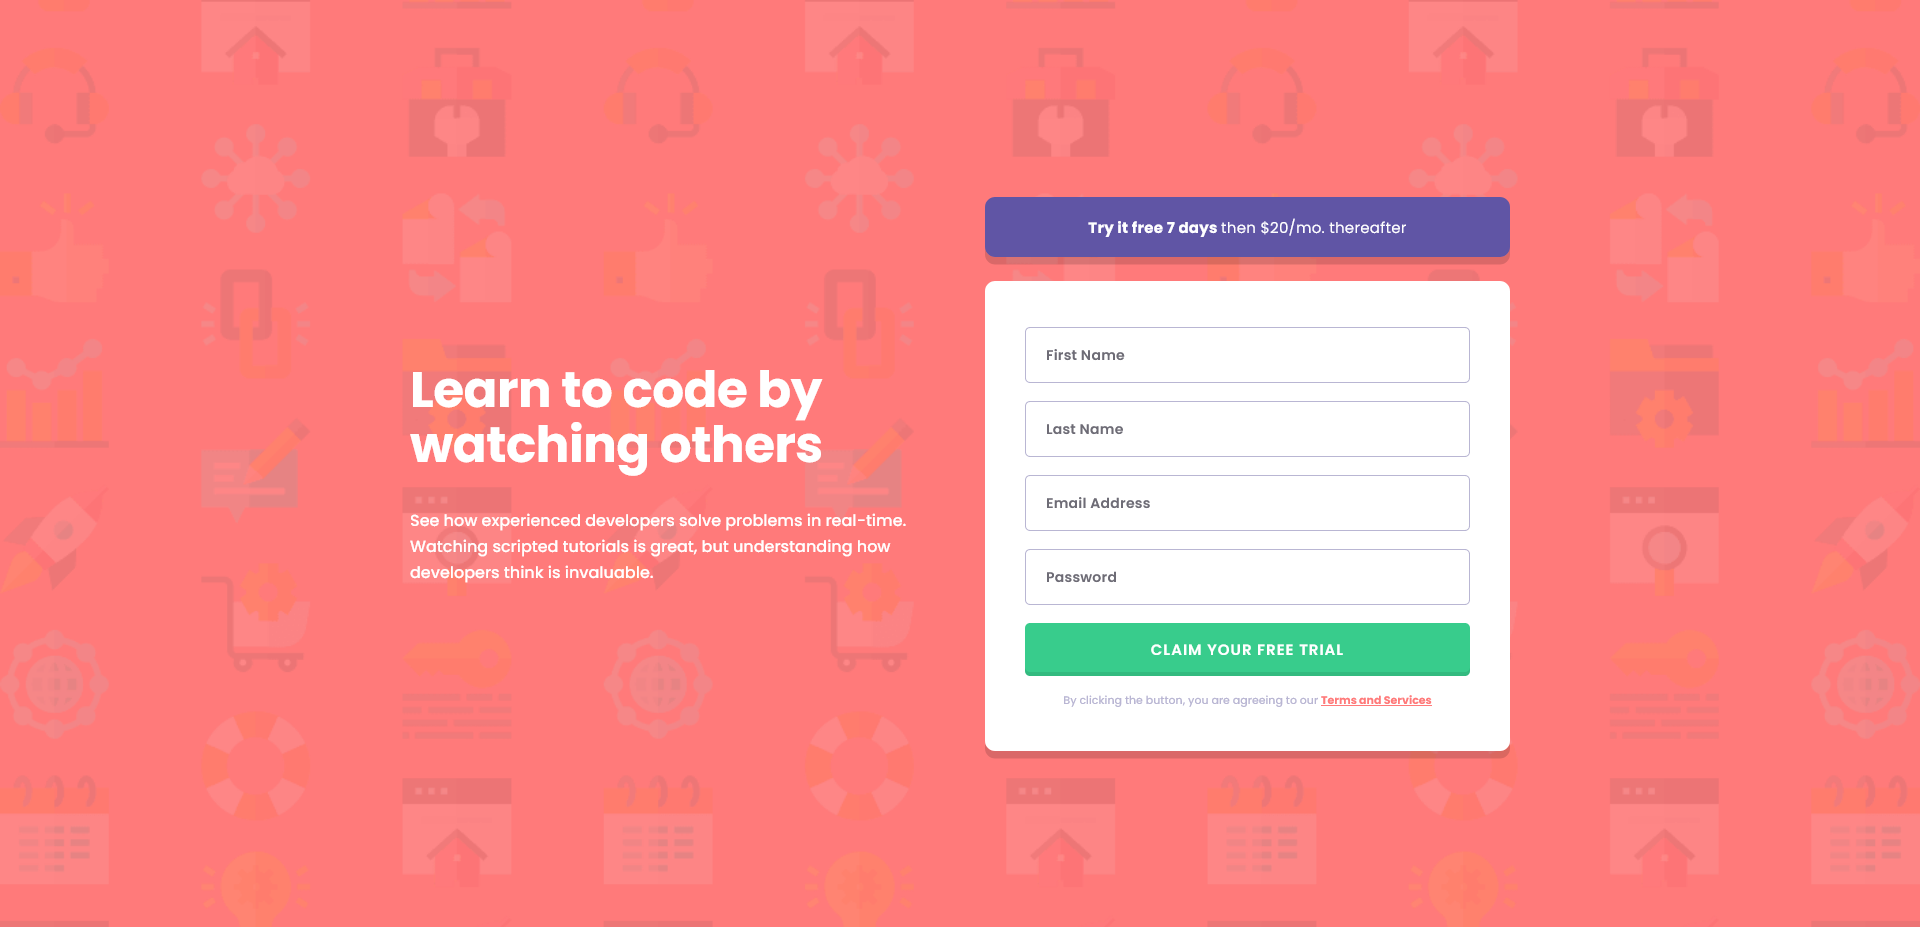 Learn to code by
watching others
See how experienced developers solve problems in real-time.
Watching scripted tutorials is great, but understanding how
developers think is invaluable.
Try it free 7 days then $20/mo. thereafter
First Name
Last Name
Email Address
Password
CLAIM YOUR FREE TRIAL
By clicking the button, you are agreeing to our Terms and Services